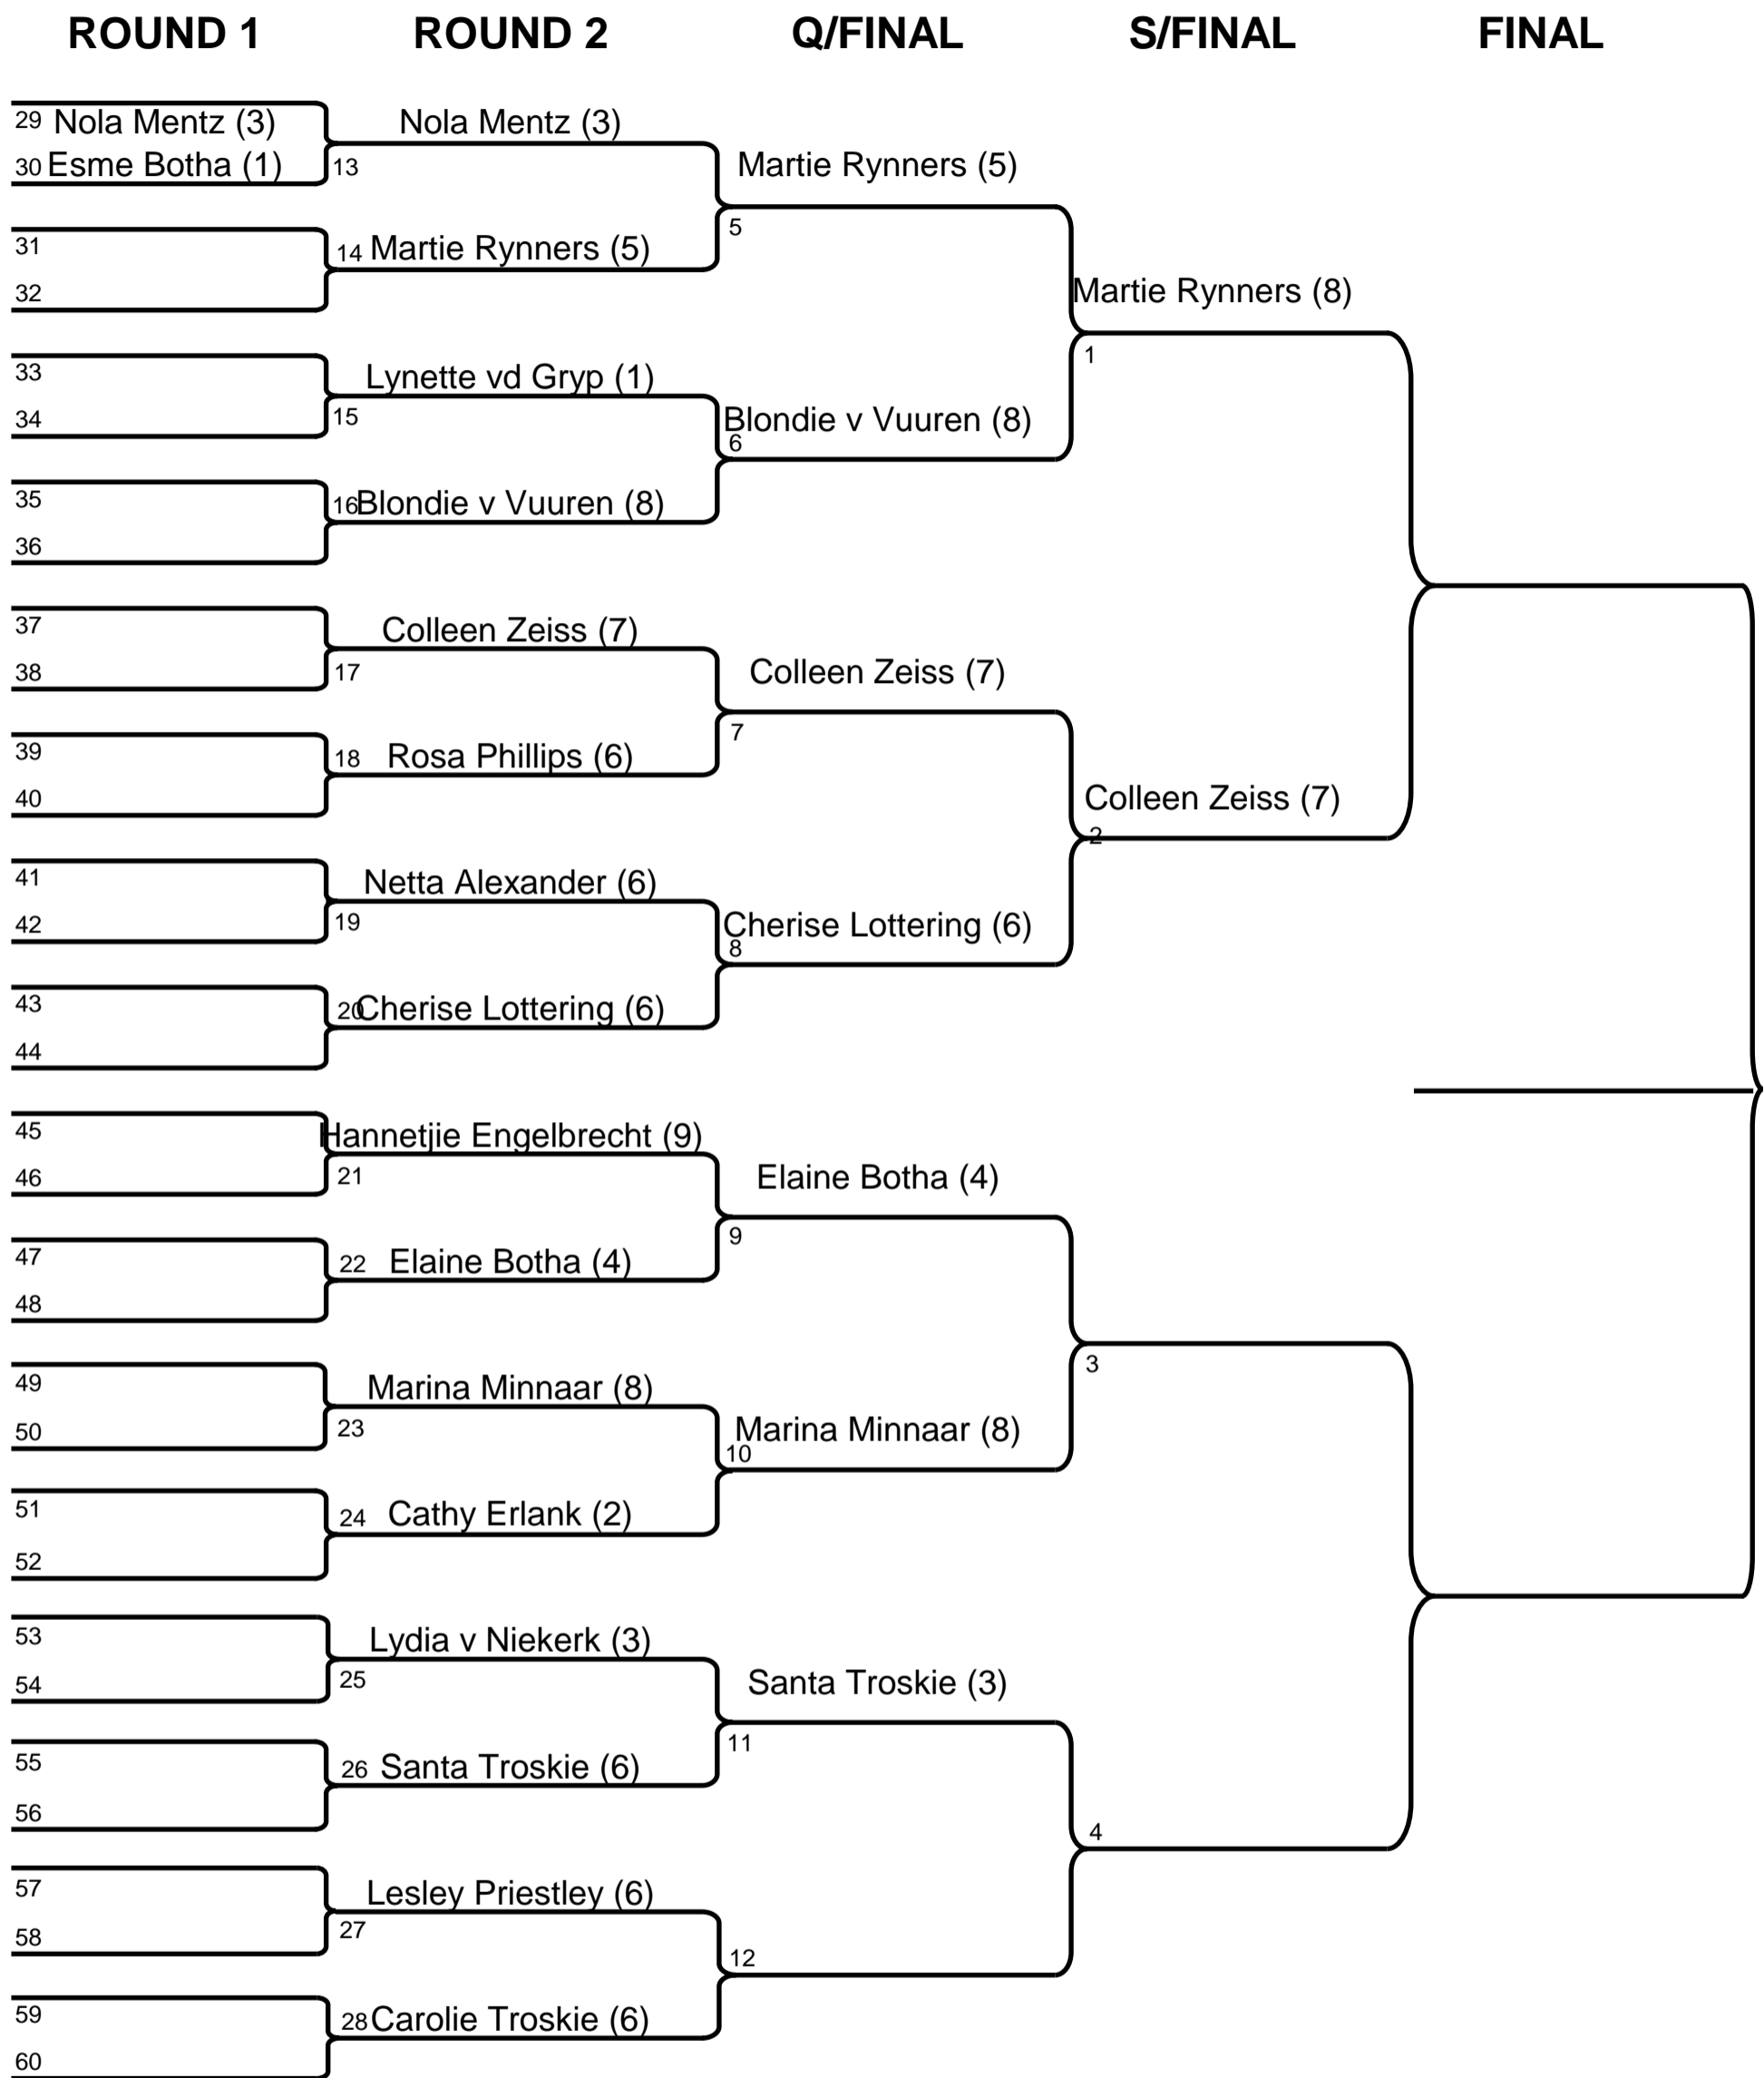 ROUND 1 ROUND 2 Q/FINAL S/FINAL FINAL
29 Nola Mentz (3) Nola Mentz (3)
30 Esme Botha (1) 13 Martie Rynners (5)
5
31 14 Martie Rynners (5)
32 Martie Rynners (8)
1
33 Lynette vd Gryp (1)
34 15 Blondie v Vuuren (8)
6
35 16 Blondie v Vuuren (8)
36
37 Colleen Zeiss (7)
38 17 Colleen Zeiss (7)
7
39 18 Rosa Phillips (6)
40 Colleen Zeiss (7)
2
41 Netta Alexander (6)
42 19 Cherise Lottering (6)
8
43 20 Cherise Lottering (6)
44
45 Hannetjie Engelbrecht (9)
46 21 Elaine Botha (4)
9
47 22 Elaine Botha (4)
48
3
49 Marina Minnaar (8)
50 23 Marina Minnaar (8)
10
51 24 Cathy Erlank (2)
52
53 Lydia v Niekerk (3)
54 25 Santa Troskie (3)
11
55 26 Santa Troskie (6)
56
4
57 Lesley Priestley (6)
58 27
12
59 28 Carolie Troskie (6)
60